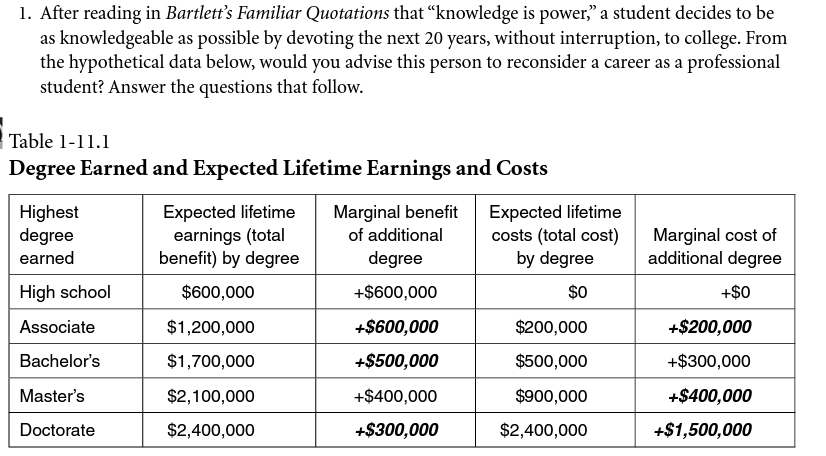 1. After reading in Bartlett’s Familiar Quotations that “knowledge is power,” a student decides to be
as knowledgeable as possible by devoting the next 20 years, without interruption, to college. From
the hypothetical data below, would you advise this person to reconsider a career as a professional
student? Answer the questions that follow.
Table 1-11.1
Degree Earned and Expected Lifetime Earnings and Costs
Highest degree earned | Expected lifetime earnings (total benefit) by degree | Marginal benefit of additional degree | Expected lifetime costs (total cost) by degree | Marginal cost of additional degree
High school | $600,000 | +$600,000 | $0 | +$0
Associate | $1,200,000 | +$600,000 | $200,000 | +$200,000
Bachelor’s | $1,700,000 | +$500,000 | $500,000 | +$300,000
Master’s | $2,100,000 | +$400,000 | $900,000 | +$400,000
Doctorate | $2,400,000 | +$300,000 | $2,400,000 | +$1,500,000